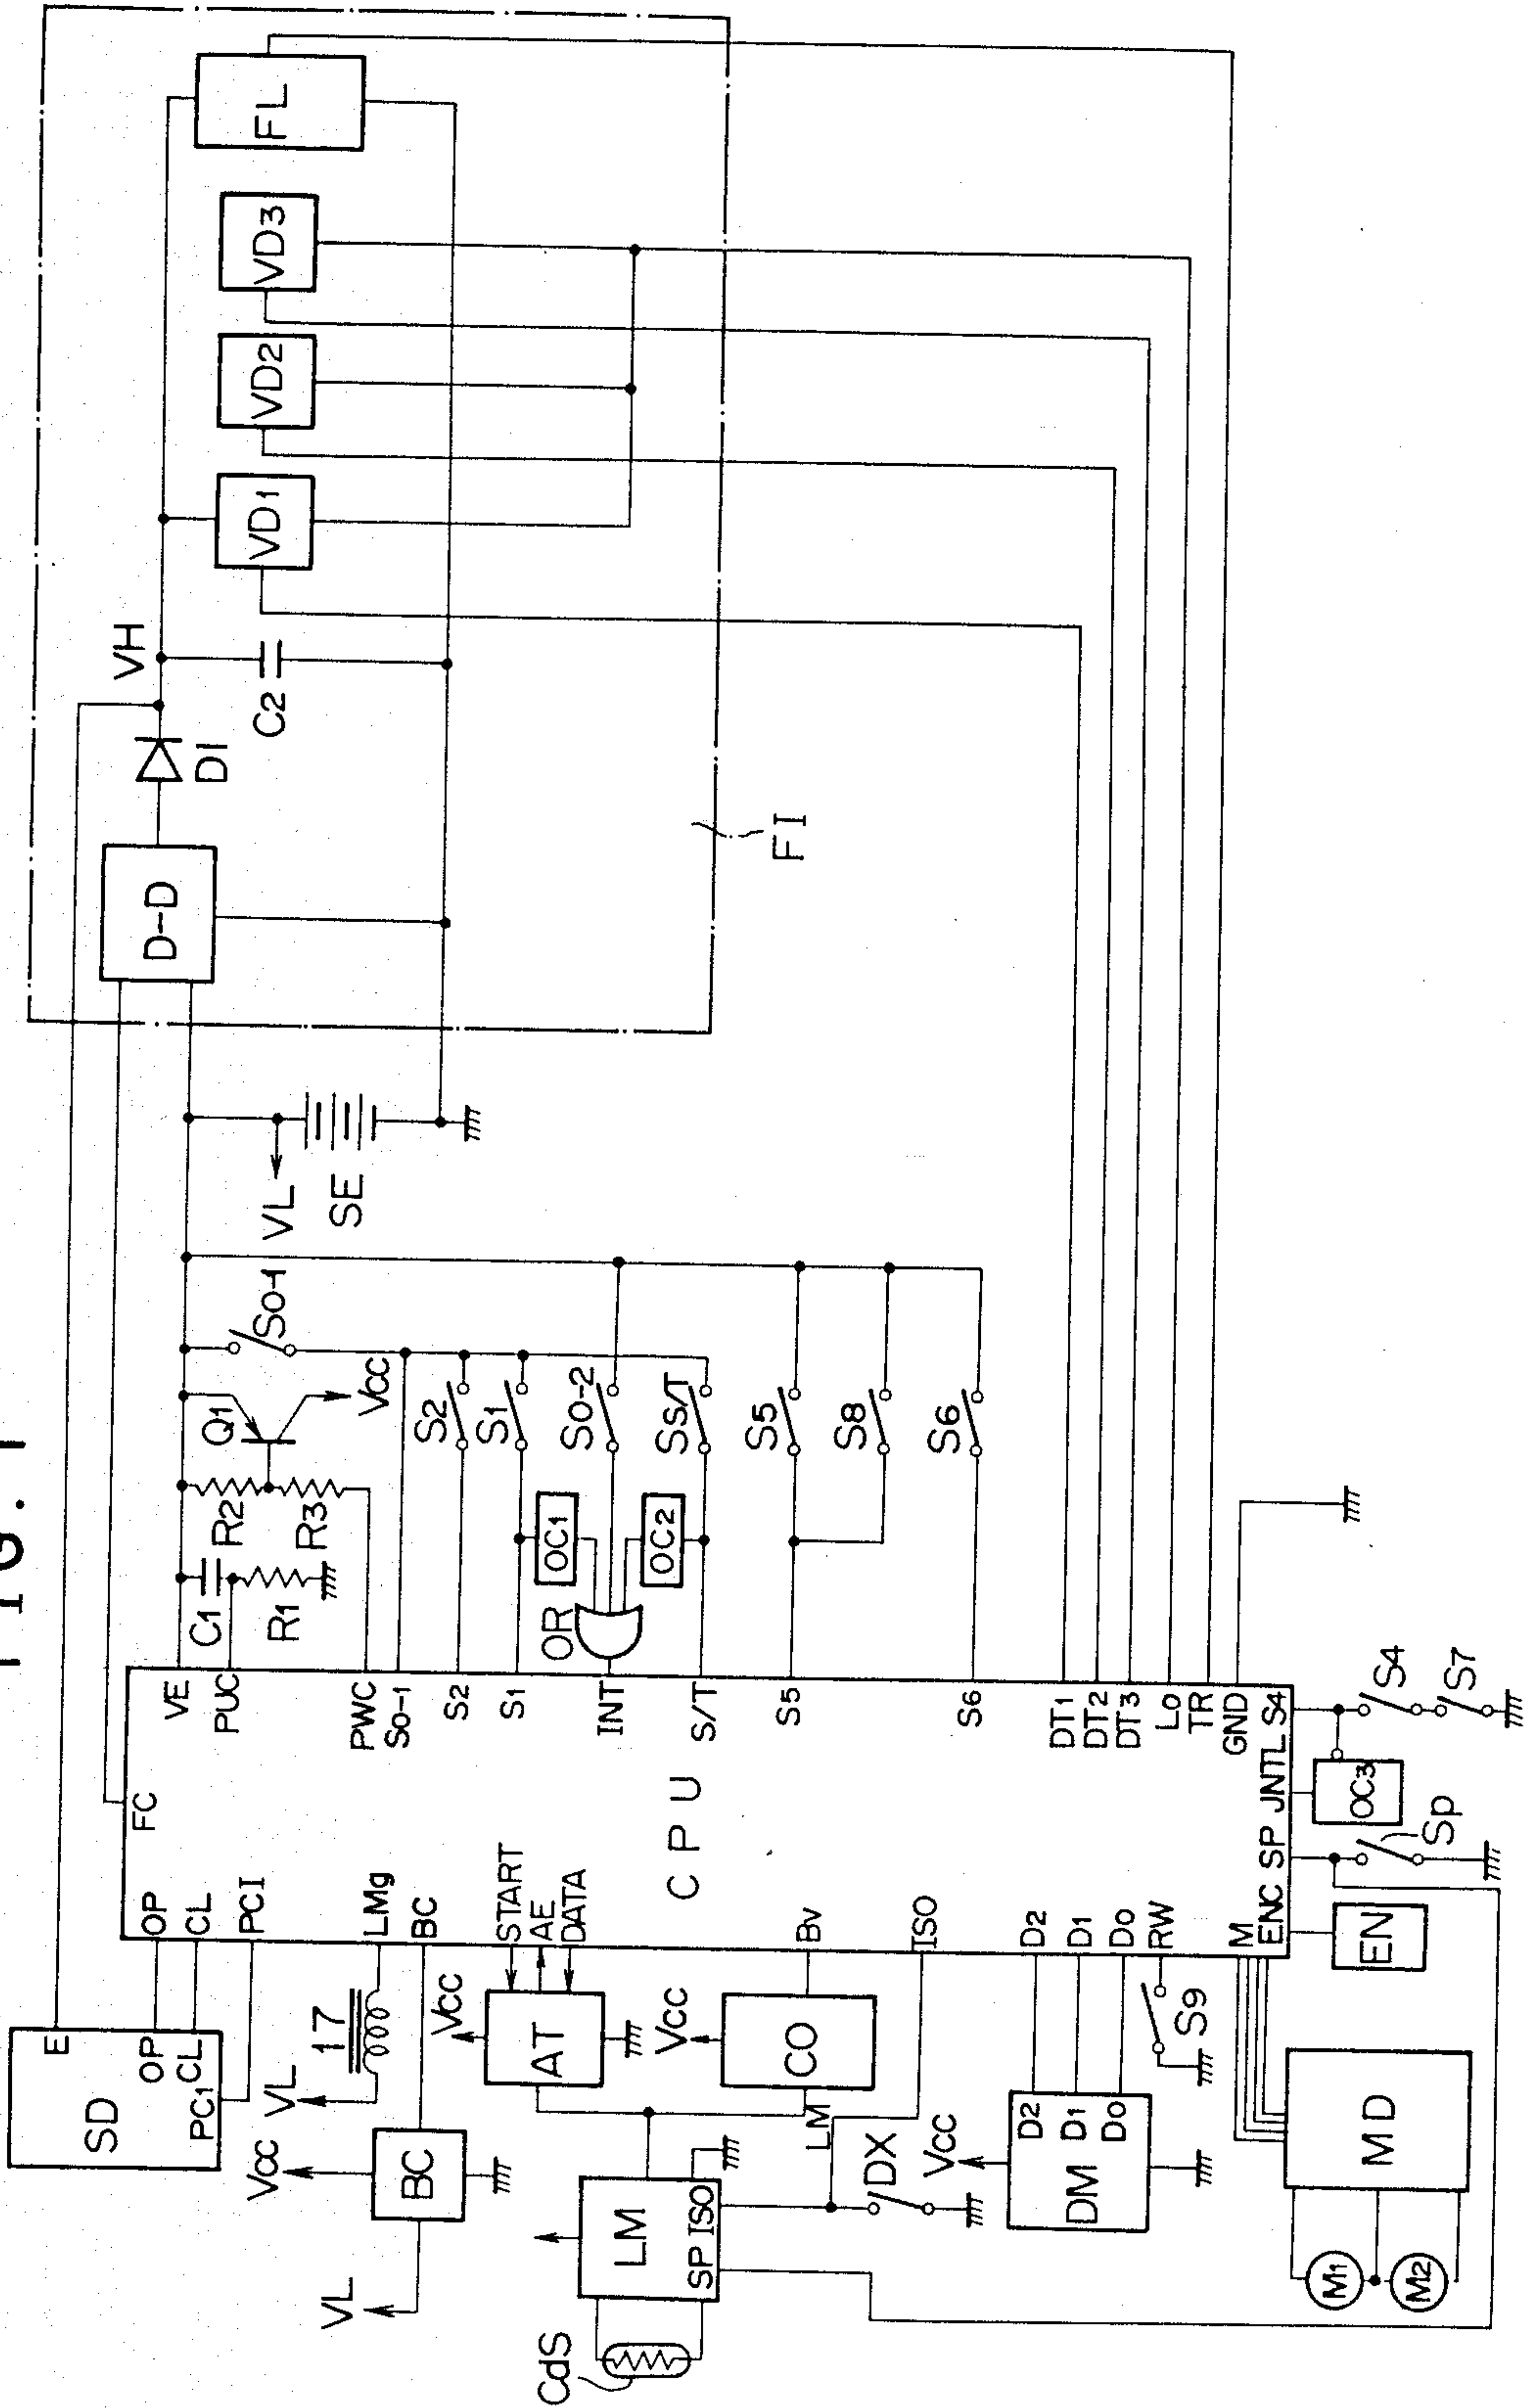 FIG. 1
E
SD
OP
CL
PC1
OP
CL
PCI
FC
VE
PUC
PWC
So-1
S2
S1
INT
S/T
S5
S6
DT1
DT2
DT3
Lo
TR
GND
S4
JNTL
SP
ENC
M
RW
Do
D1
D2
ISO
Bv
DATA
AE
START
BC
LMg
CPU
17
VL
Vcc
BC
VL
Vcc
AT
Vcc
CO
LM
LM
SP ISO
CdS
DX
Vcc
D2
D1
Do
DM
S9
MD
M1
M2
EN
Sp
OC3
S4
S7
C1
R1
R2
R3
Q1
Vcc
So-1
S2
S1
So-2
Ss/T
S5
S8
S6
OC1
OC2
OR
VL
SE
D-D
DI
VH
C2
VD1
VD2
VD3
FL
FI